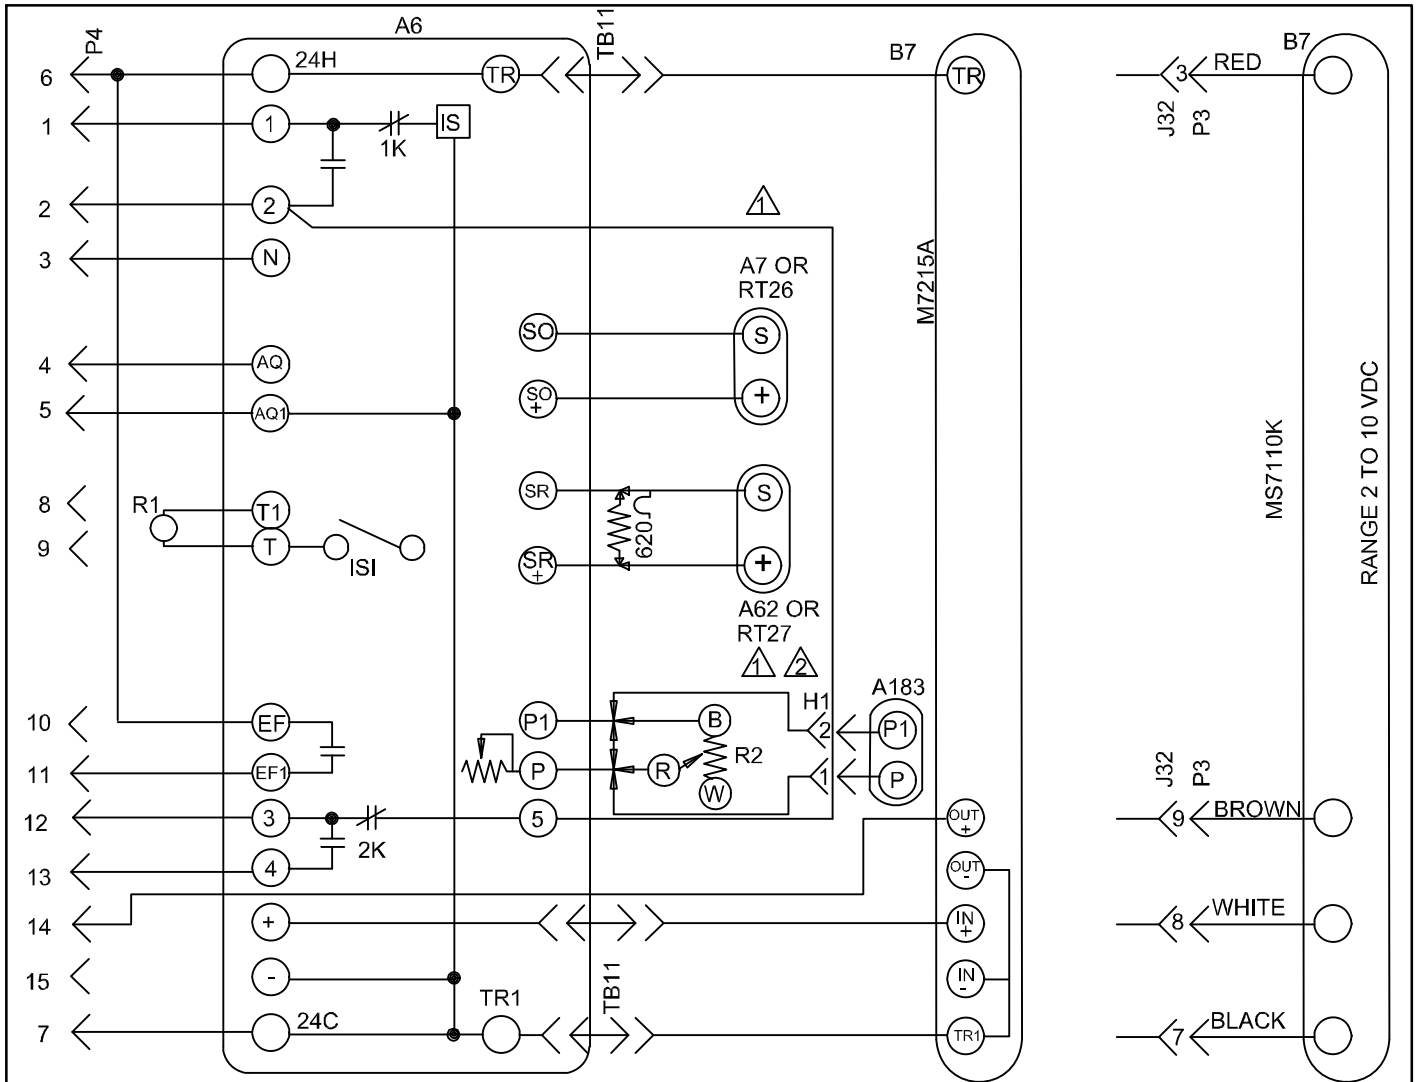 P4
A6
TB11
B7
B7
6
24H
TR
TR
3
RED
J32
P3
1
1
1K
IS
2
2
1
3
N
A7 OR
RT26
M7215A
SO
S
4
AQ
SO
+
+
5
AQ1
MS7110K
RANGE 2 TO 10 VDC
8
R1
T1
SR
S
620
9
T
ISI
SR
+
+
A62 OR
RT27
1
2
A183
H1
10
EF
P1
B
2
P1
R2
11
EF1
P
R
1
P
W
J32
P3
12
3
2K
5
OUT
+
9
BROWN
13
4
OUT
-
14
+
IN
+
8
WHITE
15
-
IN
-
TR1
TB11
7
24C
TR1
7
BLACK